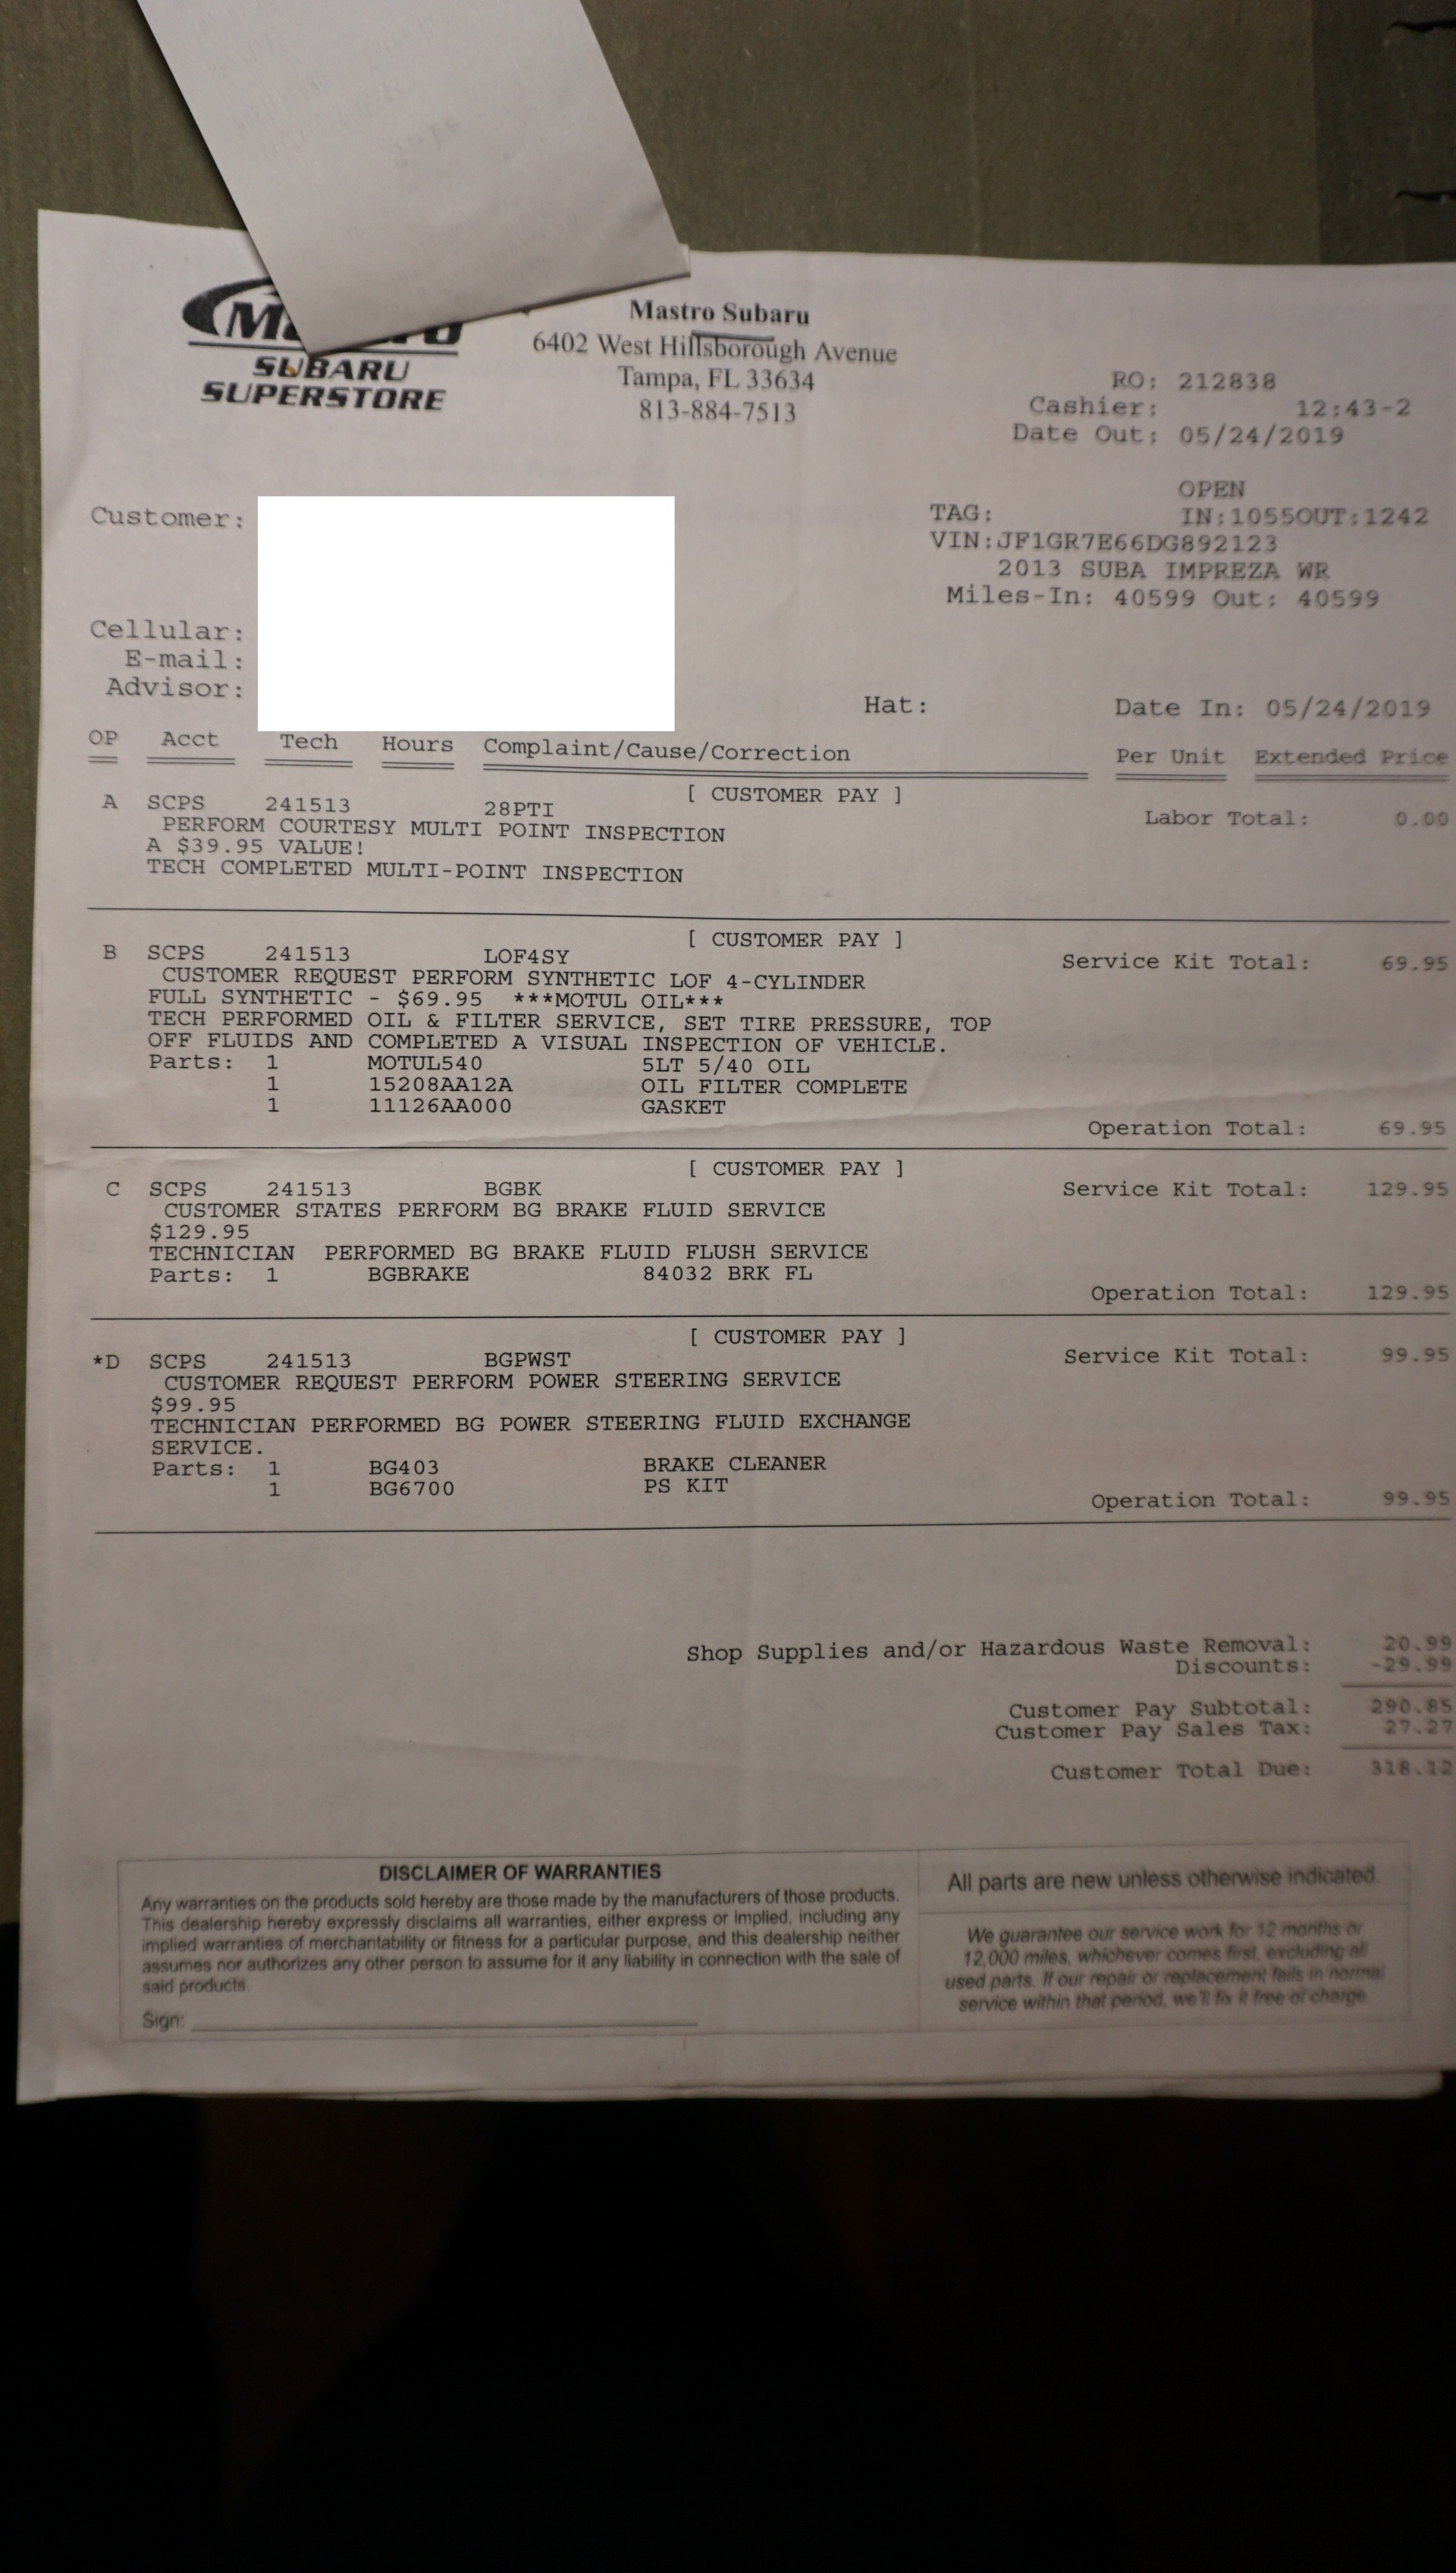 SUBARU
SUPERSTORE
Mastro Subaru
6402 West Hillsborough Avenue
Tampa, FL 33634
813-884-7513
RO: 212838
Cashier: 12:43-2
Date Out: 05/24/2019
OPEN
TAG: IN:1055OUT:1242
VIN:JF1GR7E66DG892123
2013 SUBA IMPREZA WR
Miles-In: 40599 Out: 40599
Customer:
Cellular:
E-mail:
Advisor:
Hat: Date In: 05/24/2019
OP Acct Tech Hours Complaint/Cause/Correction Per Unit Extended Price
[ CUSTOMER PAY ]
A SCPS 241513 28PTI Labor Total: 0.00
PERFORM COURTESY MULTI POINT INSPECTION
A $39.95 VALUE!
TECH COMPLETED MULTI-POINT INSPECTION
[ CUSTOMER PAY ]
B SCPS 241513 LOF4SY Service Kit Total: 69.95
CUSTOMER REQUEST PERFORM SYNTHETIC LOF 4-CYLINDER
FULL SYNTHETIC - $69.95 ***MOTUL OIL***
TECH PERFORMED OIL & FILTER SERVICE, SET TIRE PRESSURE, TOP
OFF FLUIDS AND COMPLETED A VISUAL INSPECTION OF VEHICLE.
Parts: 1 MOTUL540 5LT 5/40 OIL
1 15208AA12A OIL FILTER COMPLETE
1 11126AA000 GASKET
Operation Total: 69.95
[ CUSTOMER PAY ]
C SCPS 241513 BGBK Service Kit Total: 129.95
CUSTOMER STATES PERFORM BG BRAKE FLUID SERVICE
$129.95
TECHNICIAN PERFORMED BG BRAKE FLUID FLUSH SERVICE
Parts: 1 BGBRAKE 84032 BRK FL
Operation Total: 129.95
[ CUSTOMER PAY ]
*D SCPS 241513 BGPWST Service Kit Total: 99.95
CUSTOMER REQUEST PERFORM POWER STEERING SERVICE
$99.95
TECHNICIAN PERFORMED BG POWER STEERING FLUID EXCHANGE
SERVICE.
Parts: 1 BG403 BRAKE CLEANER
1 BG6700 PS KIT
Operation Total: 99.95
Shop Supplies and/or Hazardous Waste Removal: 20.99
Discounts: -29.99
Customer Pay Subtotal: 290.85
Customer Pay Sales Tax: 27.27
Customer Total Due: 318.12
DISCLAIMER OF WARRANTIES
Any warranties on the products sold hereby are those made by the manufacturers of those products.
This dealership hereby expressly disclaims all warranties, either express or implied, including any
implied warranties of merchantability or fitness for a particular purpose, and this dealership neither
assumes nor authorizes any other person to assume for it any liability in connection with the sale of
said products.
Sign:
All parts are new unless otherwise indicated.
We guarantee our service work for 12 months or
12,000 miles, whichever comes first, excluding all
used parts. If our repair or replacement fails in normal
service within that period, we'll fix it free of charge.